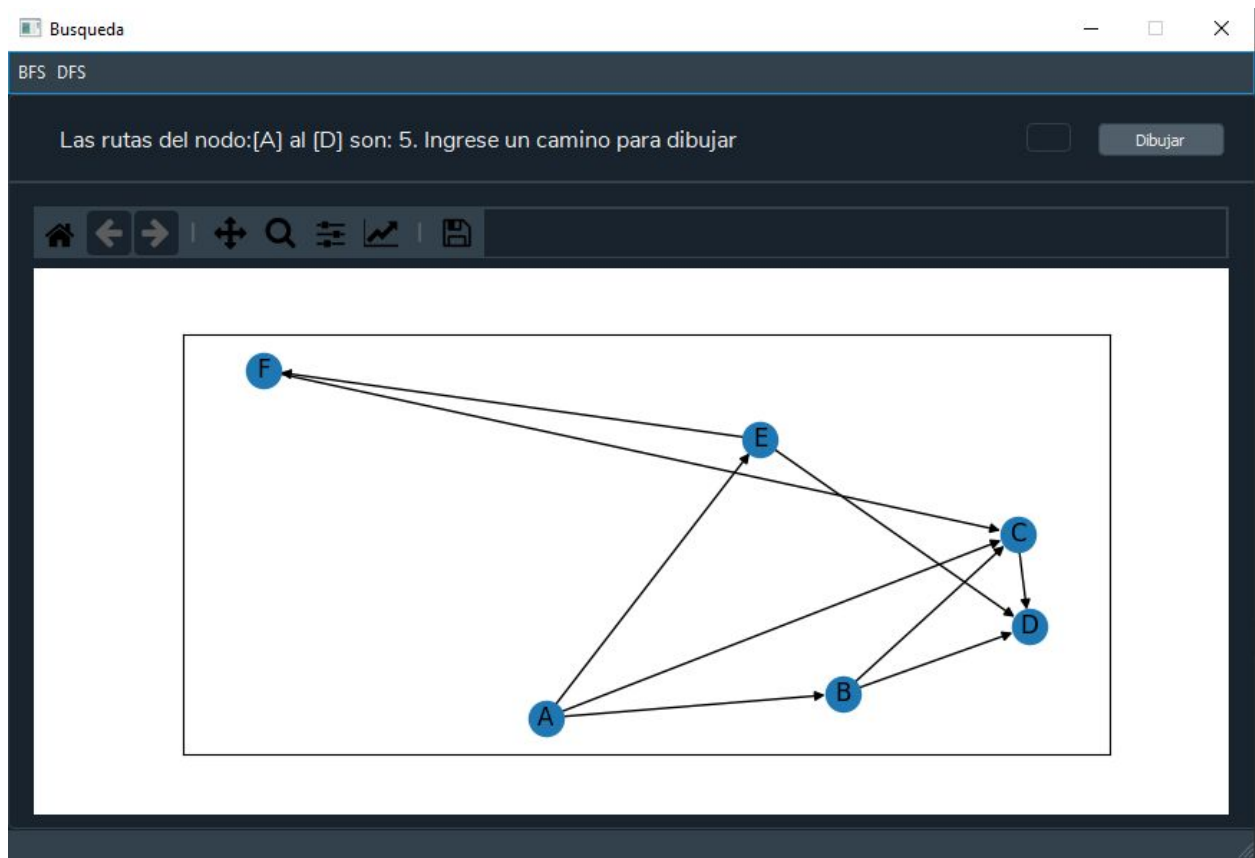 Busqueda
BFS DFS
Las rutas del nodo:[A] al [D] son: 5. Ingrese un camino para dibujar
Dibujar
F
E
C
D
B
A